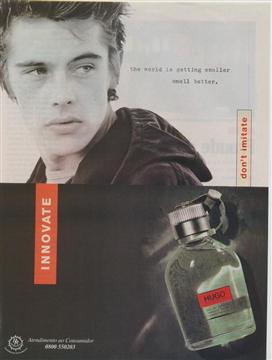 the world is getting smaller
smell better.
don't imitate
INNOVATE
HUGO
Atendimento ao Consumidor
0800 550203